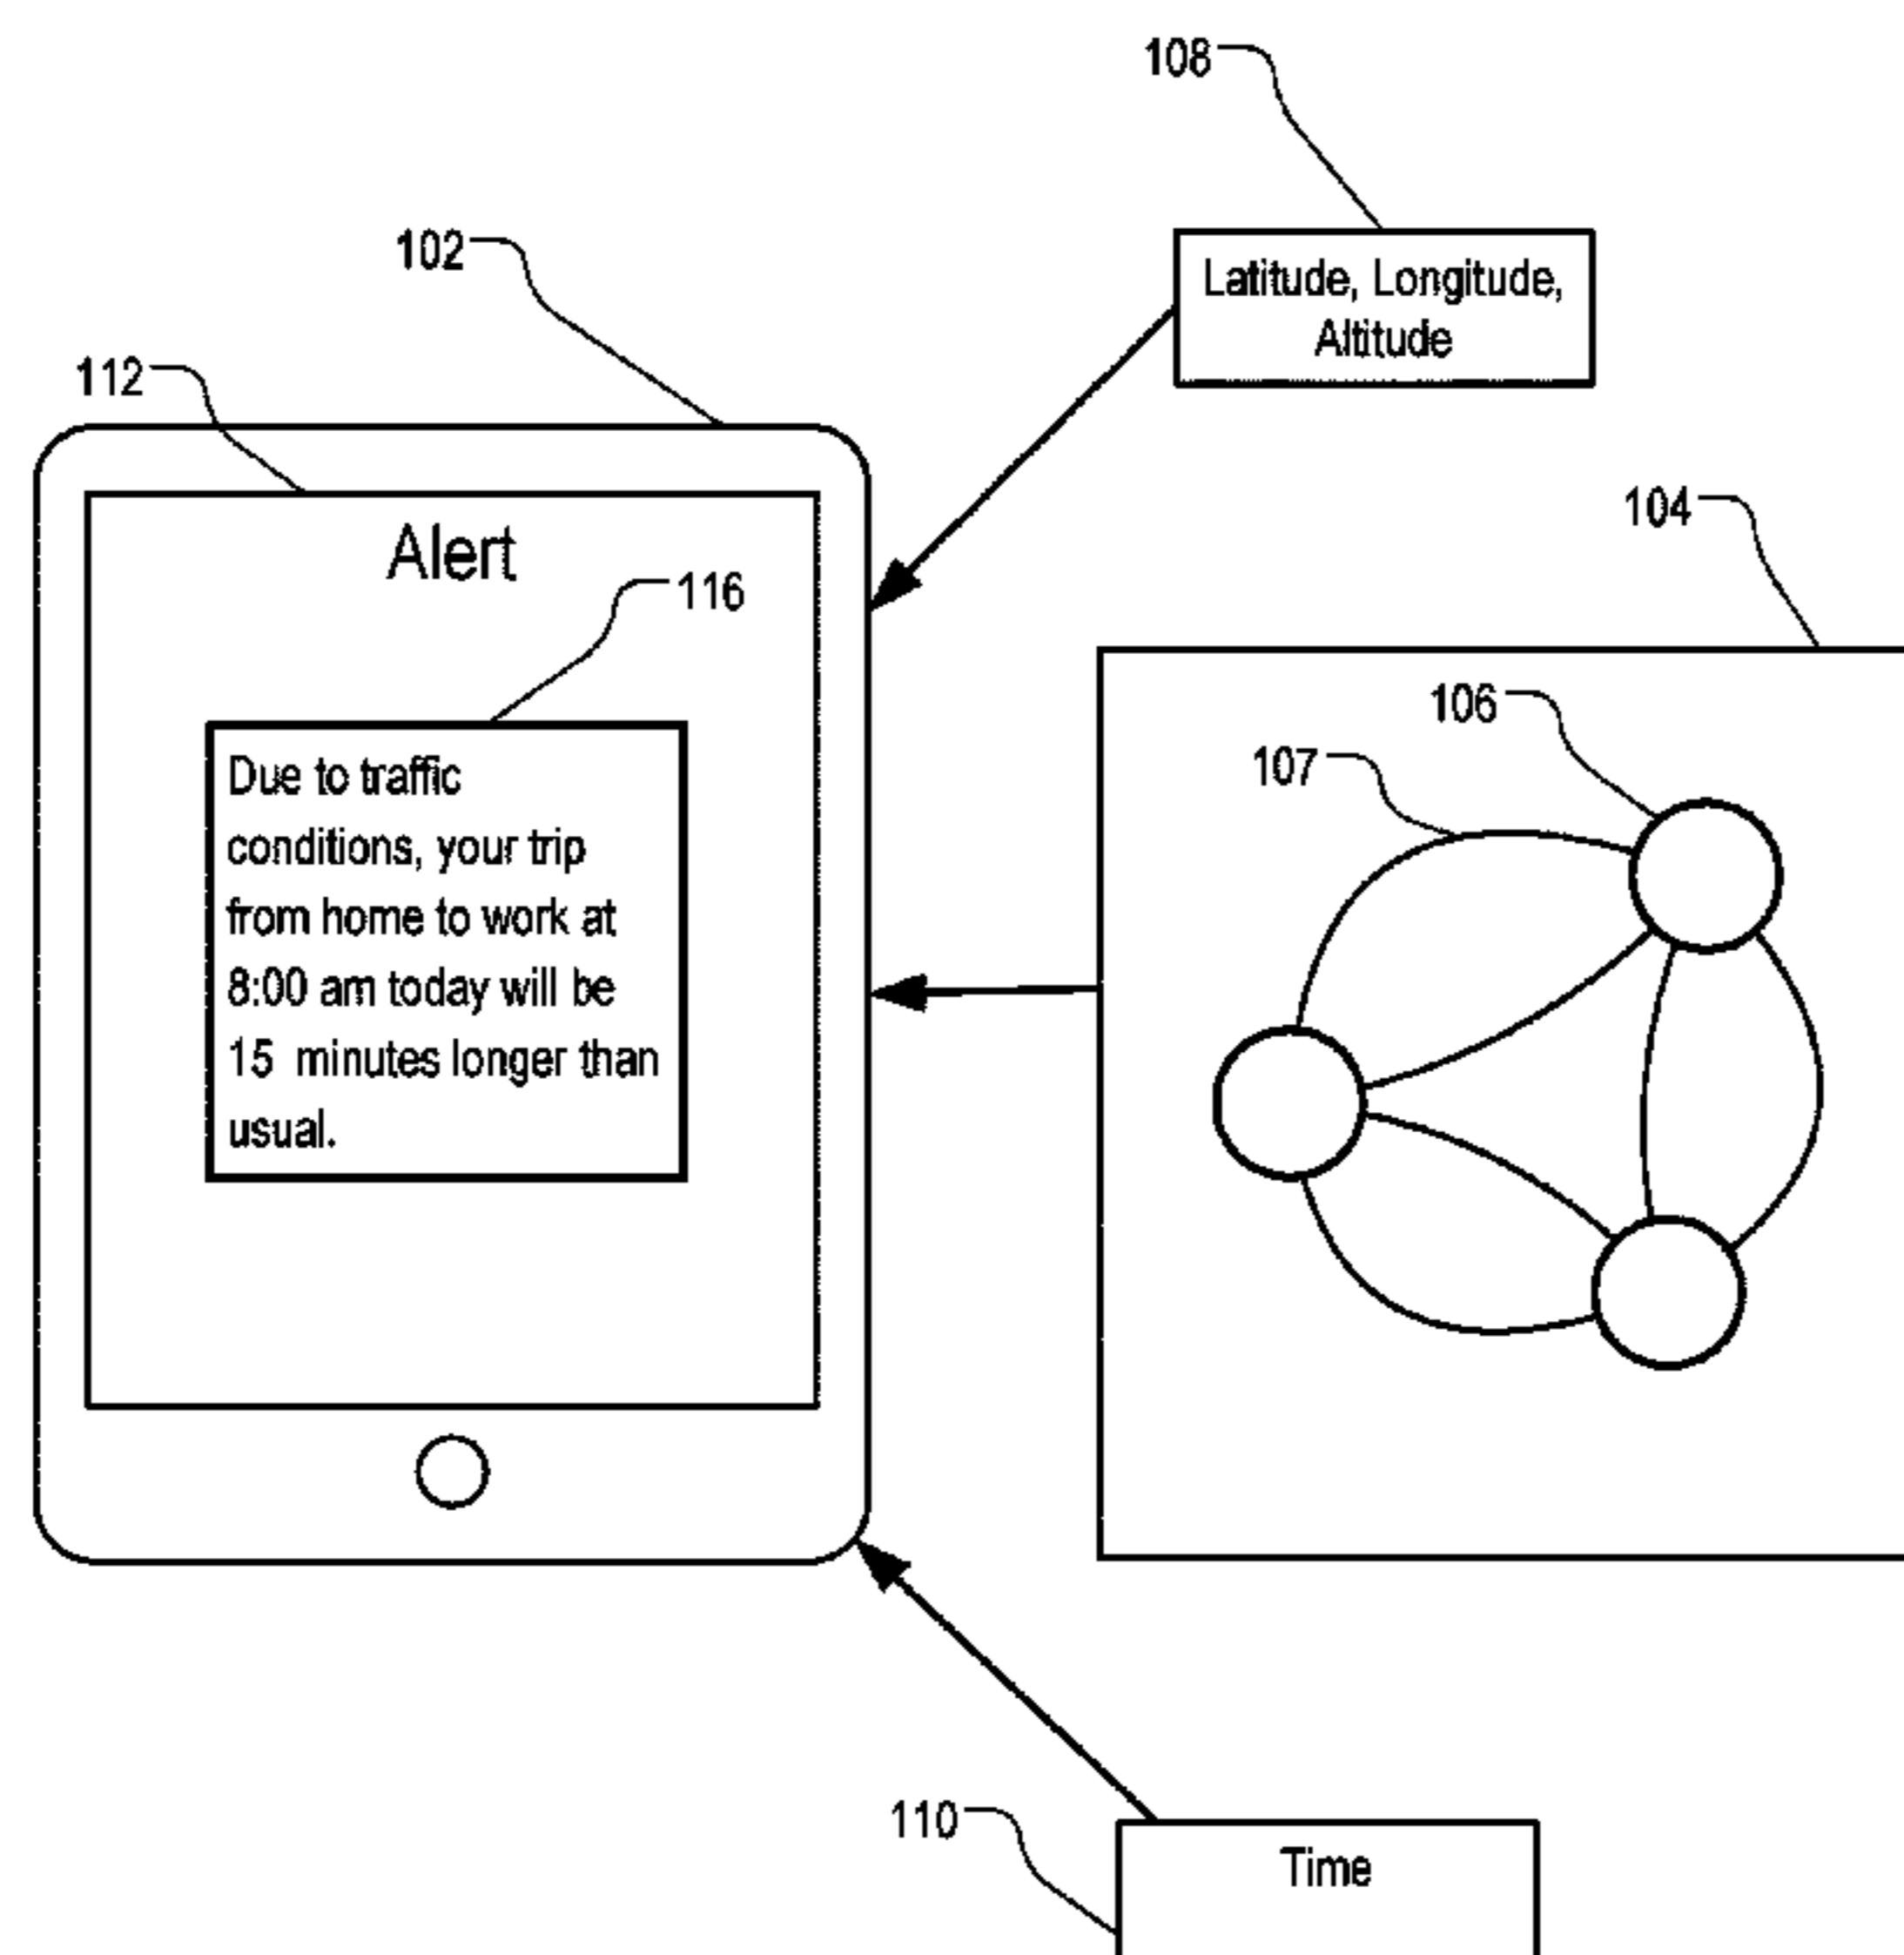 108
Latitude, Longitude,
Altitude
102
112
104
Alert
116
106
107
Due to traffic
conditions, your trip
from home to work at
8:00 am today will be
15 minutes longer than
usual.
110
Time